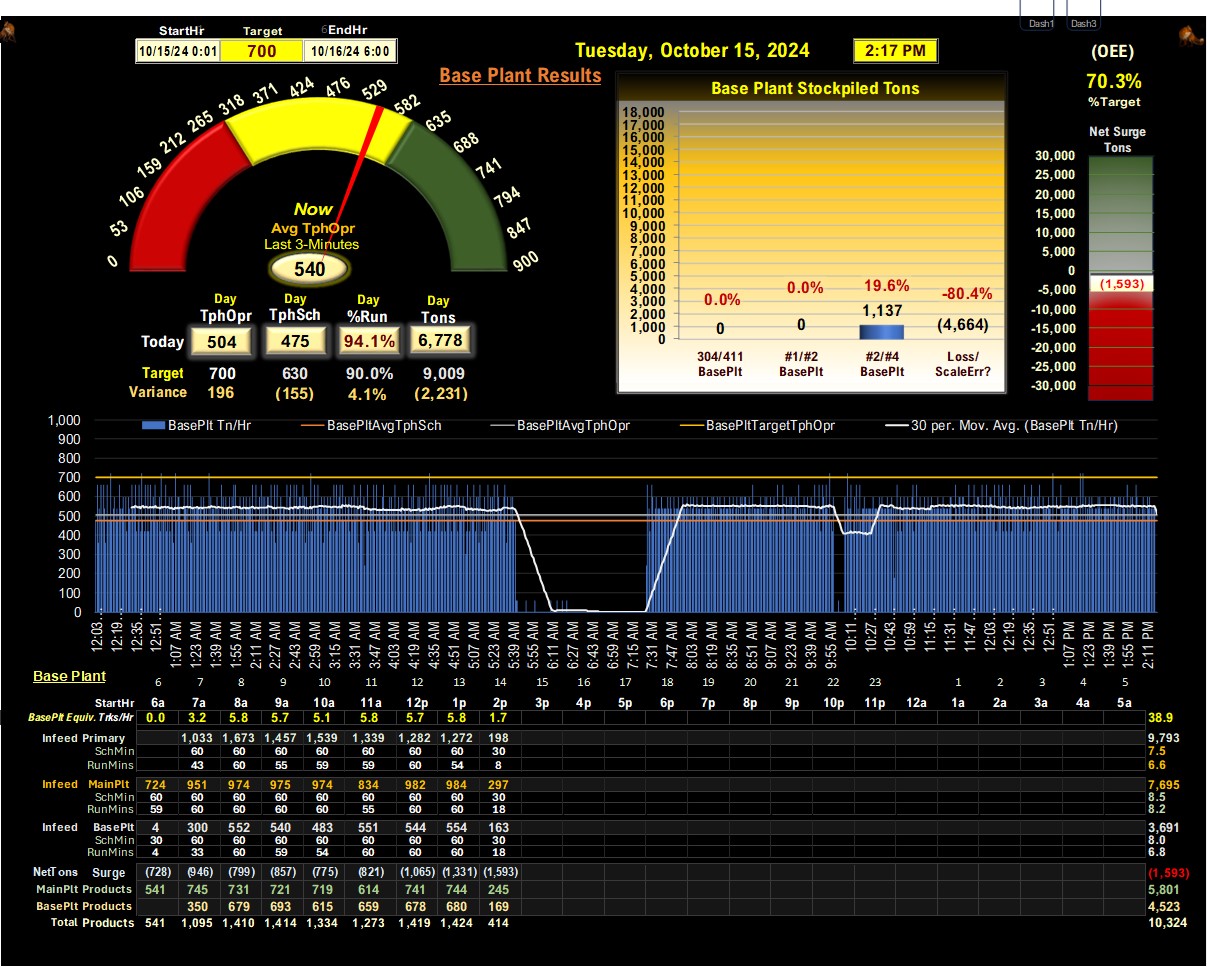 Dash1 Dash3
StartHr Target 6EndHr
10/15/24 0:01 700 10/16/24 6:00
Tuesday, October 15, 2024 2:17 PM
Base Plant Results
(OEE)
70.3%
%Target
Net Surge
Tons
30,000
25,000
20,000
15,000
10,000
5,000
0
-5,000
-10,000
-15,000
-20,000
-25,000
-30,000
(1,593)
0 53 106 159 212 265 318 371 424 476 529 582 635 688 741 794 847 900
Now
Avg TphOpr
Last 3-Minutes
540
Day Day Day Day
TphOpr TphSch %Run Tons
Today 504 475 94.1% 6,778
Target 700 630 90.0% 9,009
Variance 196 (155) 4.1% (2,231)
Base Plant Stockpiled Tons
18,000
17,000
16,000
15,000
14,000
13,000
12,000
11,000
10,000
9,000
8,000
7,000
6,000
5,000
4,000
3,000
2,000
1,000
0
0.0% 0.0% 19.6% -80.4%
0 0 1,137 (4,664)
304/411 #1/#2 #2/#4 Loss/
BasePlt BasePlt BasePlt ScaleErr?
BasePlt Tn/Hr BasePltAvgTphSch BasePltAvgTphOpr BasePltTargetTphOpr 30 per. Mov. Avg. (BasePlt Tn/Hr)
1,000
900
800
700
600
500
400
300
200
100
0
12:03.. 12:19.. 12:35.. 12:51.. 1:07 AM 1:23 AM 1:39 AM 1:55 AM 2:11 AM 2:27 AM 2:43 AM 2:59 AM 3:15 AM 3:31 AM 3:47 AM 4:03 AM 4:19 AM 4:35 AM 4:51 AM 5:07 AM 5:23 AM 5:39 AM 5:55 AM 6:11 AM 6:27 AM 6:43 AM 6:59 AM 7:15 AM 7:31 AM 7:47 AM 8:03 AM 8:19 AM 8:35 AM 8:51 AM 9:07 AM 9:23 AM 9:39 AM 9:55 AM 10:11.. 10:27.. 10:43.. 10:59.. 11:15.. 11:31.. 11:47.. 12:03.. 12:19.. 12:35.. 12:51.. 1:07 PM 1:23 PM 1:39 PM 1:55 PM 2:11 PM
Base Plant
6 7 8 9 10 11 12 13 14 15 16 17 18 19 20 21 22 23 1 2 3 4 5
StartHr 6a 7a 8a 9a 10a 11a 12p 1p 2p 3p 4p 5p 6p 7p 8p 9p 10p 11p 12a 1a 2a 3a 4a 5a
BasePlt Equiv. Trks/Hr 0.0 3.2 5.8 5.7 5.1 5.8 5.7 5.8 1.7 38.9
Infeed Primary 1,033 1,673 1,457 1,539 1,339 1,282 1,272 198 9,793
SchMin 60 60 60 60 60 60 60 30 7.5
RunMins 43 60 55 59 59 60 54 8 6.6
Infeed MainPlt 724 951 974 975 974 834 982 984 297 7,695
SchMin 60 60 60 60 60 60 60 60 30 8.5
RunMins 59 60 60 60 60 55 60 60 18 8.2
Infeed BasePlt 4 300 552 540 483 551 544 554 163 3,691
SchMin 30 60 60 60 60 60 60 60 30 8.0
RunMins 4 33 60 59 54 60 60 60 18 6.8
NetTons Surge (728) (946) (799) (857) (775) (821) (1,065) (1,331) (1,593) (1,593)
MainPlt Products 541 745 731 721 719 614 741 744 245 5,801
BasePlt Products 350 679 693 615 659 678 680 169 4,523
Total Products 541 1,095 1,410 1,414 1,334 1,273 1,419 1,424 414 10,324